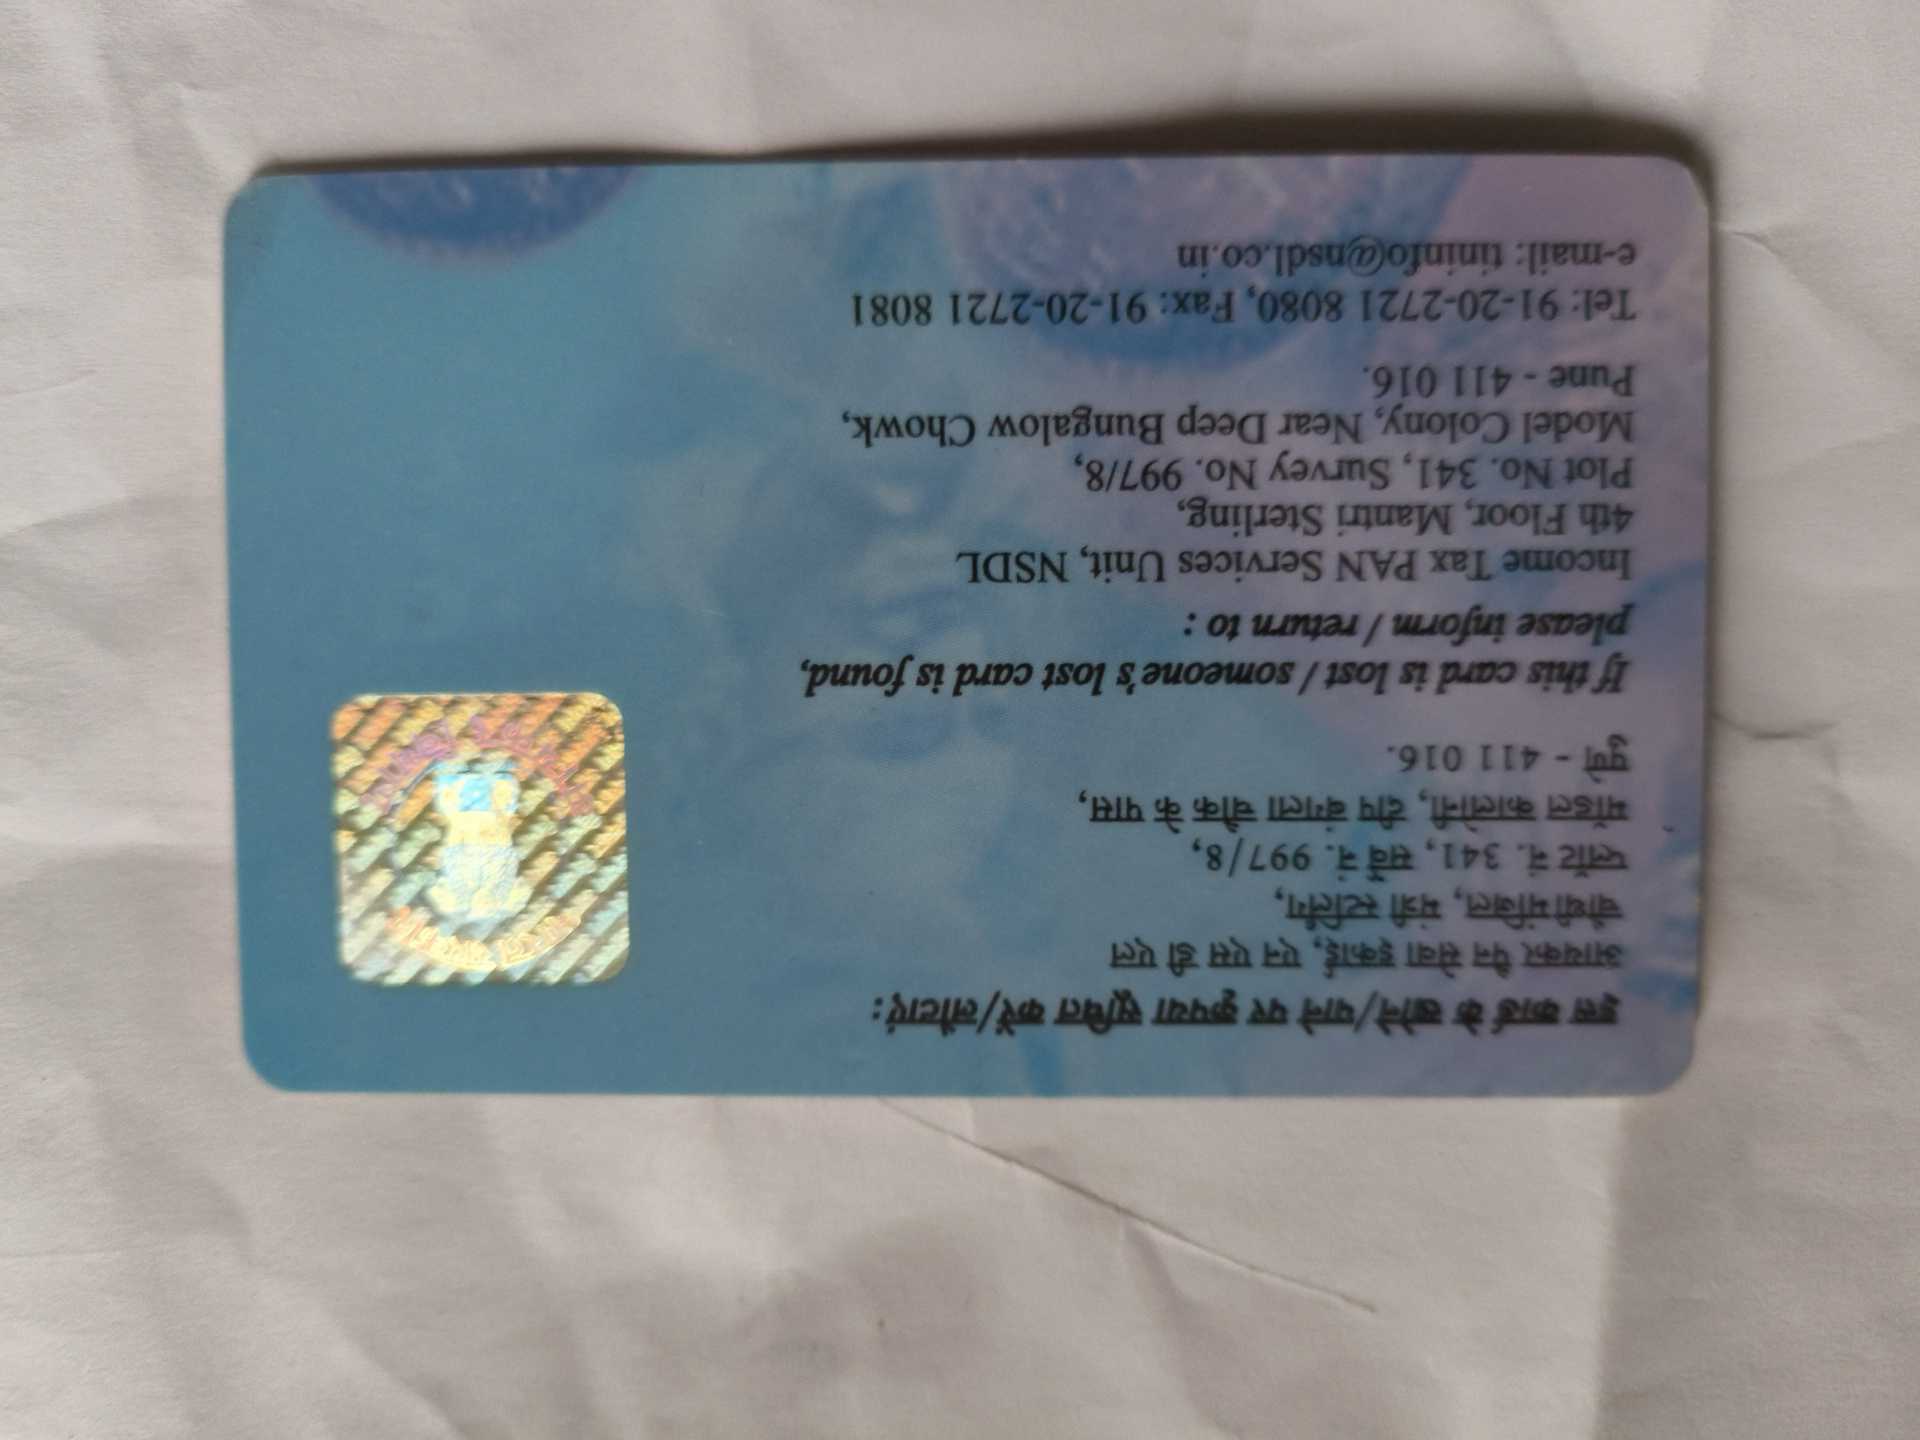 इस कार्ड के खोने/पाने पर कृपया सूचित करें/लौटाएं:
आयकर पैन सेवा इकाई, एन एस डी एल
चौथी मंजिल, मंत्री स्टर्लिंग,
प्लॉट नं. 341, सर्वे नं. 997/8,
मॉडल कालोनी, दीप बंगला चौक के पास,
पुणे - 411 016.
If this card is lost / someone's lost card is found,
please inform / return to :
Income Tax PAN Services Unit, NSDL
4th Floor, Mantri Sterling,
Plot No. 341, Survey No. 997/8,
Model Colony, Near Deep Bungalow Chowk,
Pune - 411 016.
Tel: 91-20-2721 8080, Fax: 91-20-2721 8081
e-mail: tininfo@nsdl.co.in